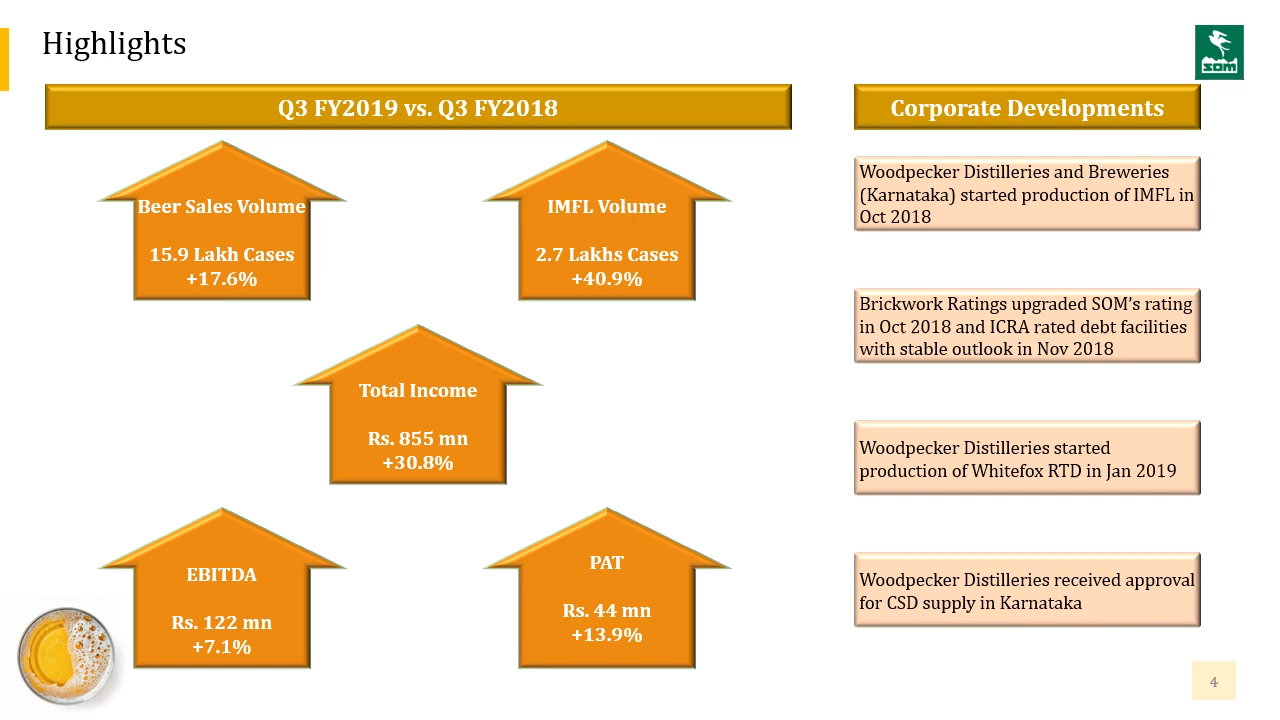 Highlights
som
Q3 FY2019 vs. Q3 FY2018
Beer Sales Volume
15.9 Lakh Cases
+17.6%
IMFL Volume
2.7 Lakhs Cases
+40.9%
Total Income
Rs. 855 mn
+30.8%
EBITDA
Rs. 122 mn
+7.1%
PAT
Rs. 44 mn
+13.9%
Corporate Developments
Woodpecker Distilleries and Breweries
(Karnataka) started production of IMFL in
Oct 2018
Brickwork Ratings upgraded SOM’s rating
in Oct 2018 and ICRA rated debt facilities
with stable outlook in Nov 2018
Woodpecker Distilleries started
production of Whitefox RTD in Jan 2019
Woodpecker Distilleries received approval
for CSD supply in Karnataka
4